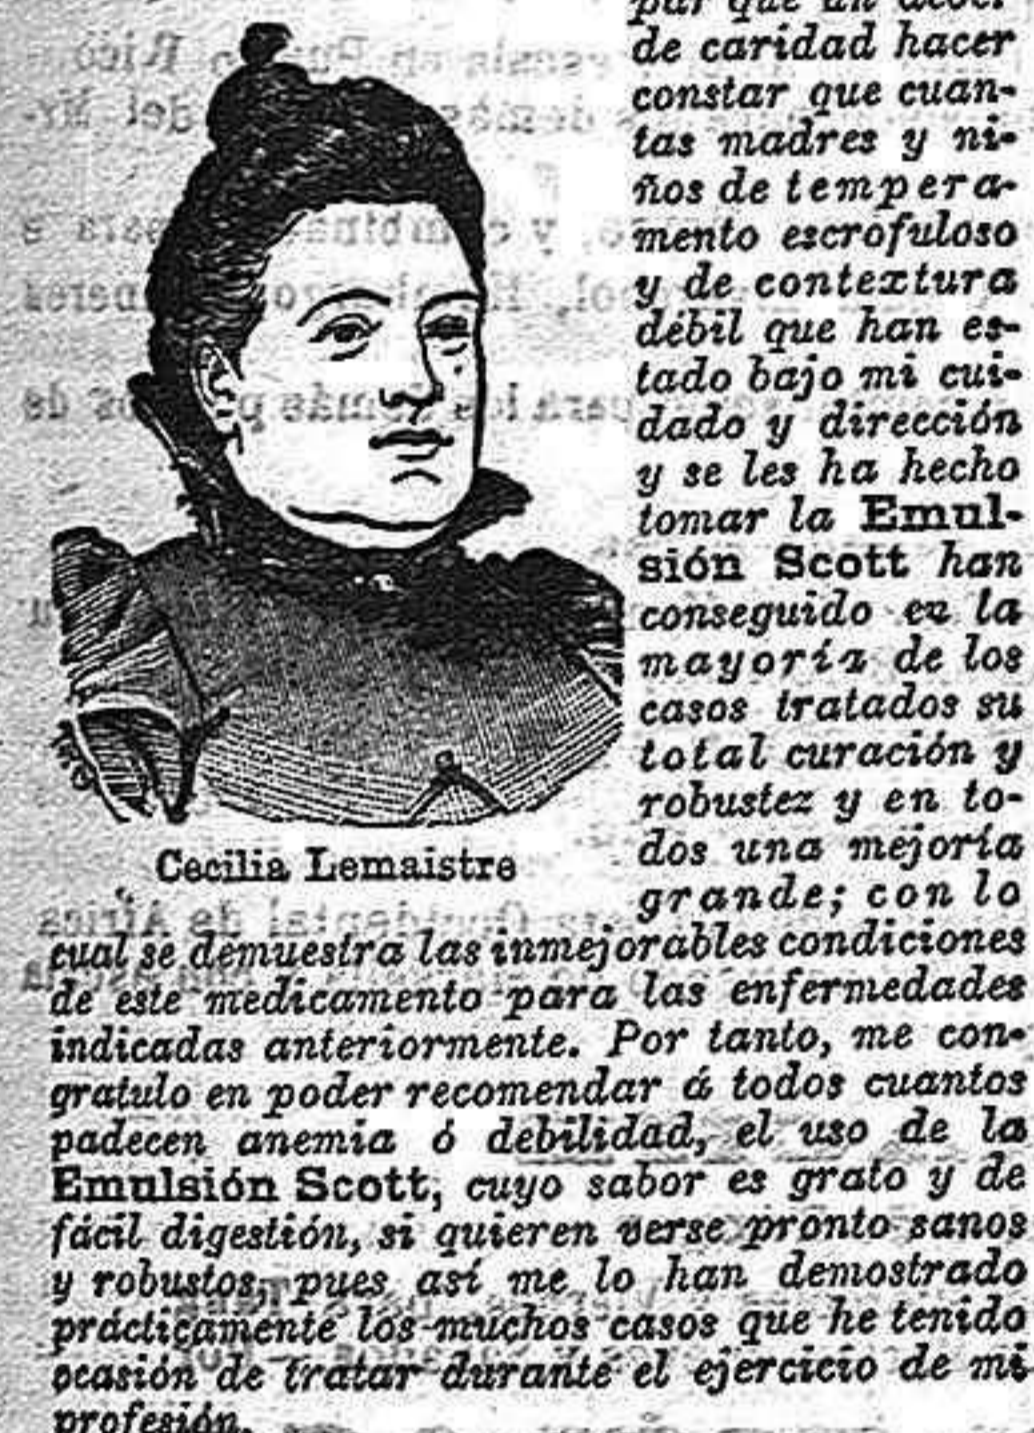 par que un deber
de caridad hacer
constar que cuan-
tas madres y ni-
ños de tempera-
mento escrofuloso
y de contextura
débil que han es-
tado bajo mi cui-
dado y dirección
y se les ha hecho
tomar la Emul-
sión Scott han
conseguido en la
mayoría de los
casos tratados su
total curación y
robustez y en to-
dos una mejoría
grande; con lo
Cecilia Lemaistre
cual se demuestra las inmejorables condiciones
de este medicamento para las enfermedades
indicadas anteriormente. Por tanto, me con-
gratulo en poder recomendar á todos cuantos
padecen anemia ó debilidad, el uso de la
Emulsión Scott, cuyo sabor es grato y de
fácil digestión, si quieren verse pronto sanos
y robustos, pues así me lo han demostrado
prácticamente los muchos casos que he tenido
ocasión de tratar durante el ejercicio de mi
profesión.